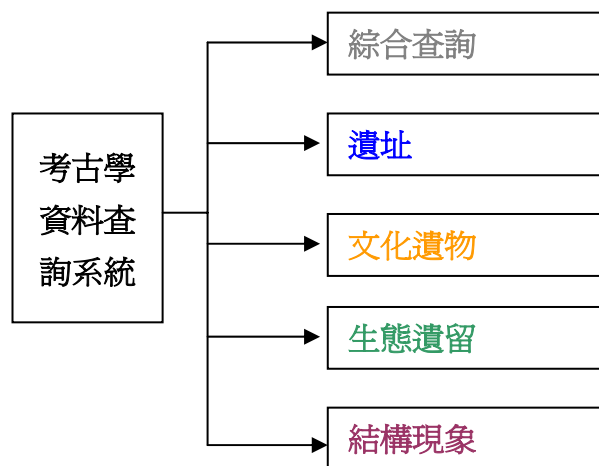 考古學
資料查
詢系統
綜合查詢
遺址
文化遺物
生態遺留
結構現象